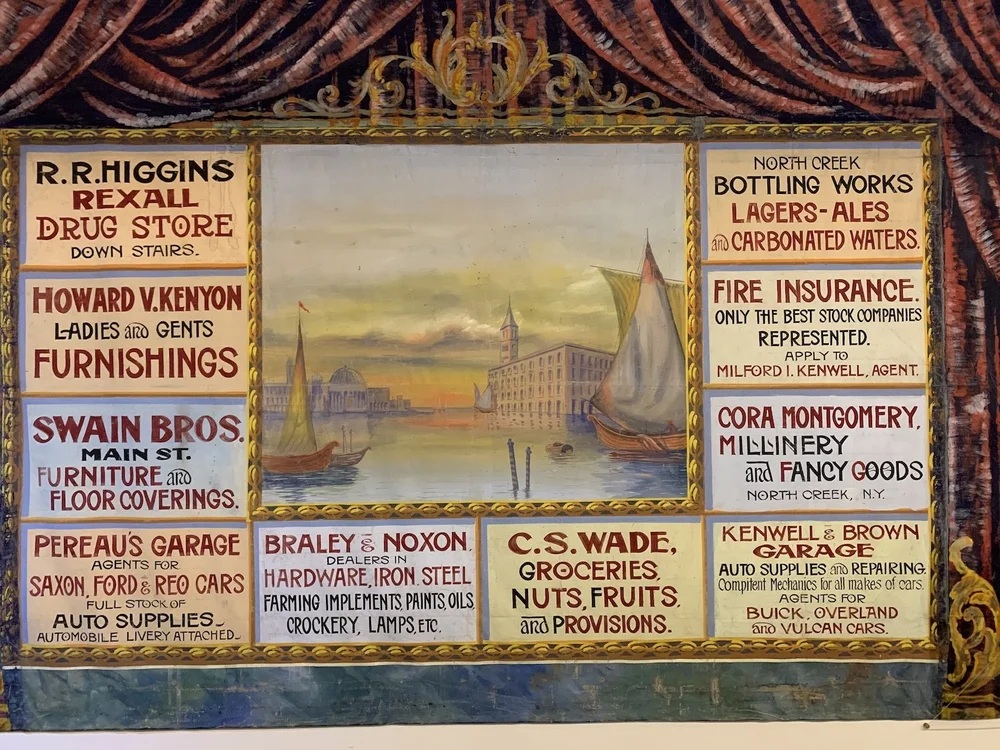 R.R.HIGGINS
REXALL
DRUG STORE
DOWN STAIRS.
HOWARD V.KENYON
LADIES and GENTS
FURNISHINGS
SWAIN BROS.
MAIN ST.
FURNITURE and
FLOOR COVERINGS.
PEREAU'S GARAGE
AGENTS FOR
SAXON, FORD & REO CARS
FULL STOCK OF
AUTO SUPPLIES
AUTOMOBILE LIVERY ATTACHED
BRALEY & NOXON.
DEALERS IN
HARDWARE, IRON, STEEL
FARMING IMPLEMENTS, PAINTS, OILS,
CROCKERY, LAMPS, ETC.
C.S. WADE,
GROCERIES,
NUTS, FRUITS,
and PROVISIONS.
NORTH CREEK
BOTTLING WORKS
LAGERS-ALES
and CARBONATED WATERS.
FIRE INSURANCE.
ONLY THE BEST STOCK COMPANIES
REPRESENTED.
APPLY TO
MILFORD I. KENWELL, AGENT.
CORA MONTGOMERY,
MILLINERY
and FANCY GOODS
NORTH CREEK, N.Y.
KENWELL & BROWN
GARAGE
AUTO SUPPLIES and REPAIRING.
Competent Mechanics for all makes of cars.
AGENTS FOR
BUICK, OVERLAND
and VULCAN CARS.